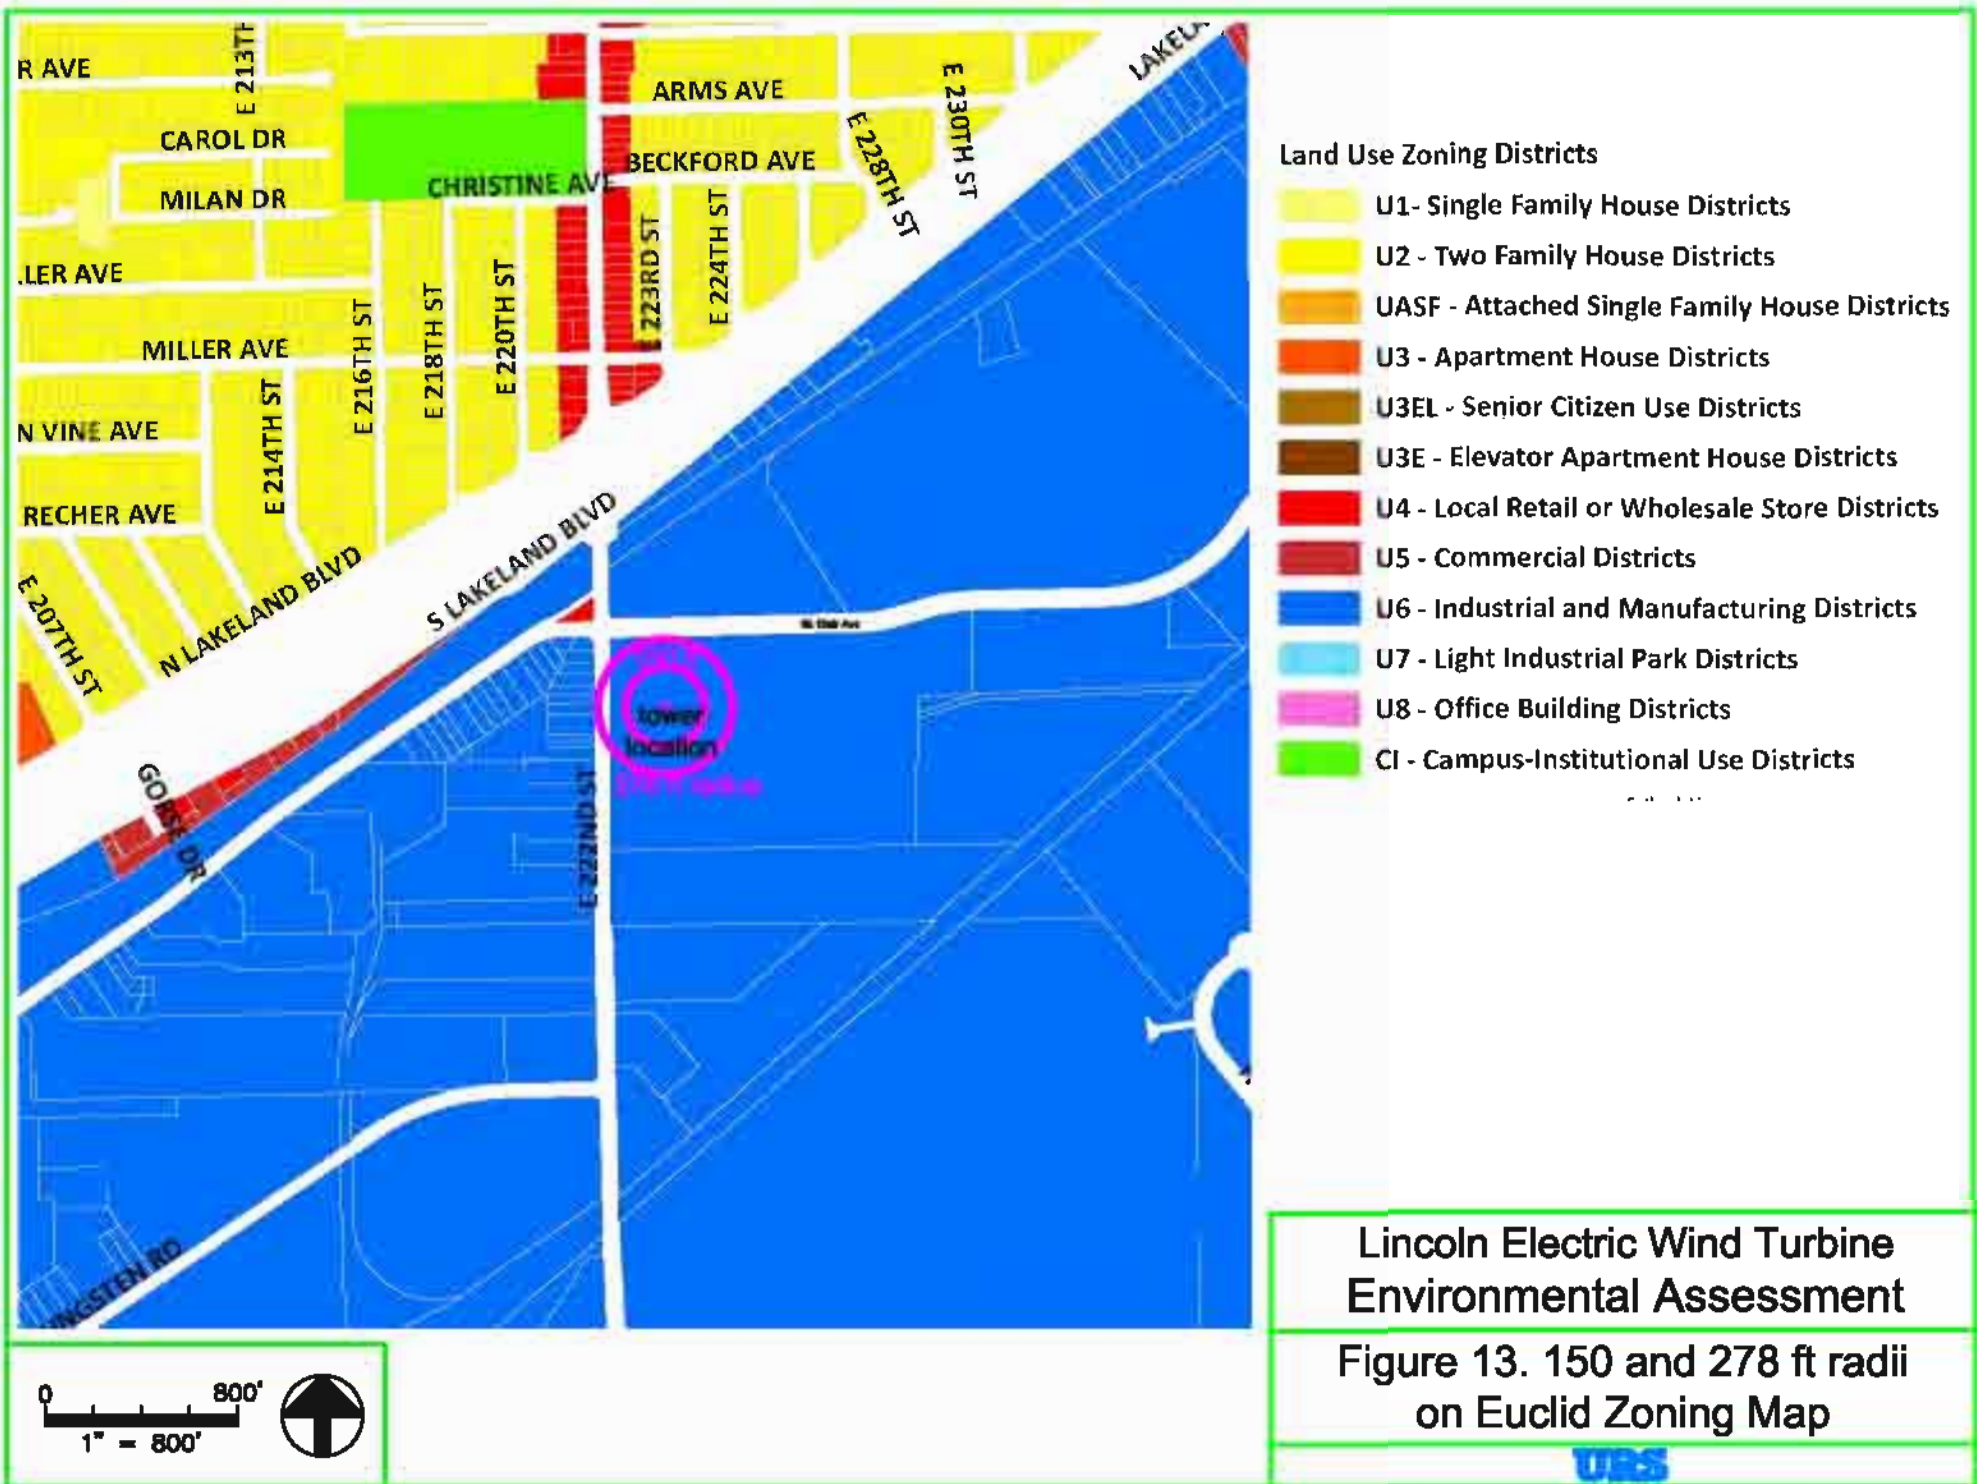 R AVE
E 213TH
CAROL DR
MILAN DR
.LER AVE
MILLER AVE
N VINE AVE
RECHER AVE
E 207TH ST
E 214TH ST
E 216TH ST
E 218TH ST
E 220TH ST
CHRISTINE AVE
ARMS AVE
BECKFORD AVE
E 223RD ST
E 224TH ST
E 228TH ST
E 230TH ST
N LAKELAND BLVD
S LAKELAND BLVD
GORSE DR
tower
location
E 222ND ST
UNGSTEN RD
Land Use Zoning Districts
U1- Single Family House Districts
U2 - Two Family House Districts
UASF - Attached Single Family House Districts
U3 - Apartment House Districts
U3EL - Senior Citizen Use Districts
U3E - Elevator Apartment House Districts
U4 - Local Retail or Wholesale Store Districts
U5 - Commercial Districts
U6 - Industrial and Manufacturing Districts
U7 - Light Industrial Park Districts
U8 - Office Building Districts
CI - Campus-Institutional Use Districts
0 800'
1" = 800'
Lincoln Electric Wind Turbine
Environmental Assessment
Figure 13. 150 and 278 ft radii
on Euclid Zoning Map
URS